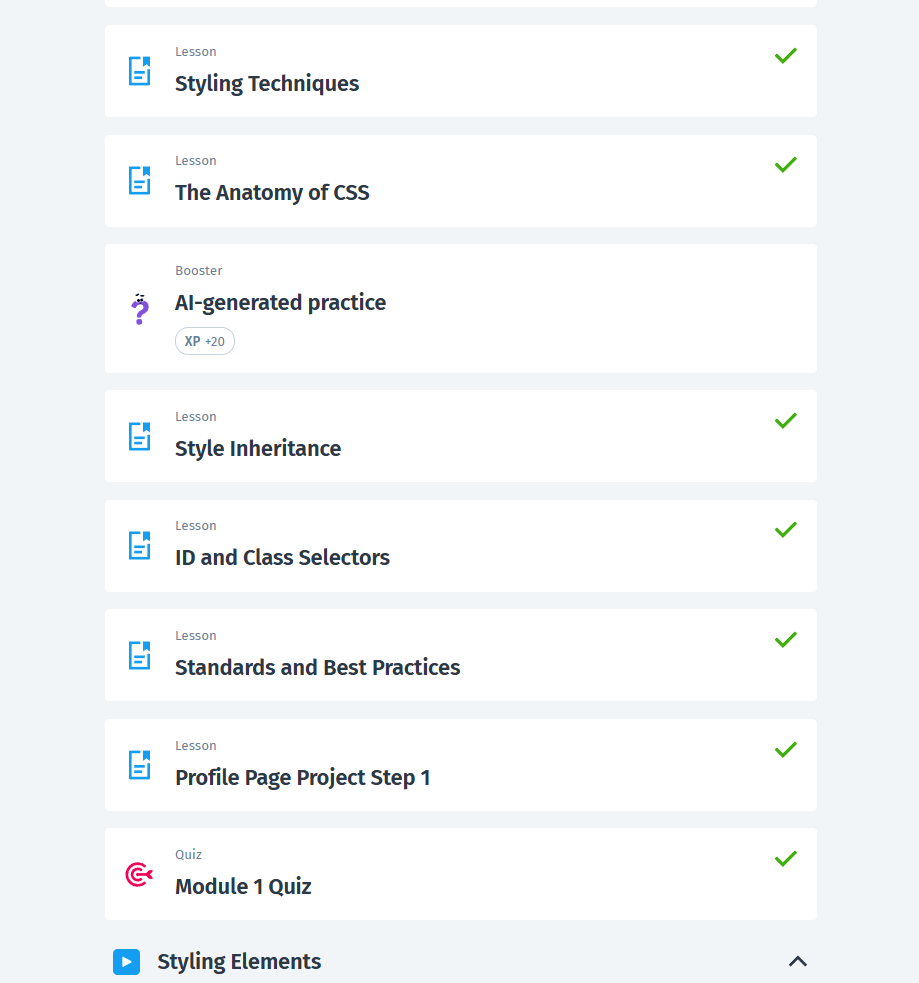 Lesson
Styling Techniques
Lesson
The Anatomy of CSS
Booster
AI-generated practice
XP +20
Lesson
Style Inheritance
Lesson
ID and Class Selectors
Lesson
Standards and Best Practices
Lesson
Profile Page Project Step 1
Quiz
Module 1 Quiz
Styling Elements